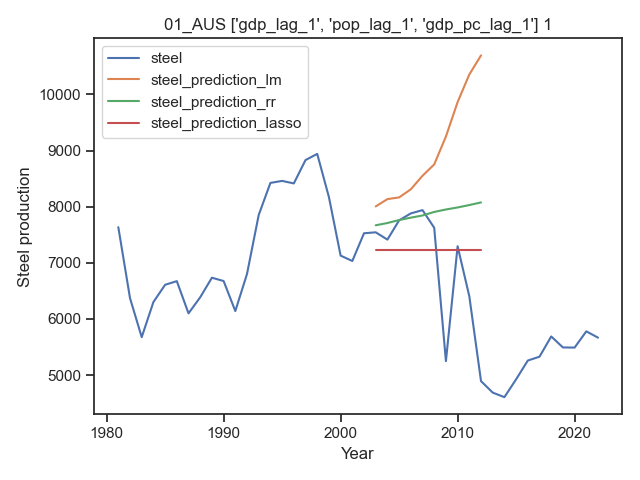 01_AUS ['gdp_lag_1', 'pop_lag_1', 'gdp_pc_lag_1'] 1
steel
steel_prediction_lm
steel_prediction_rr
steel_prediction_lasso
10000
9000
8000
7000
6000
5000
Steel production
1980 1990 2000 2010 2020
Year